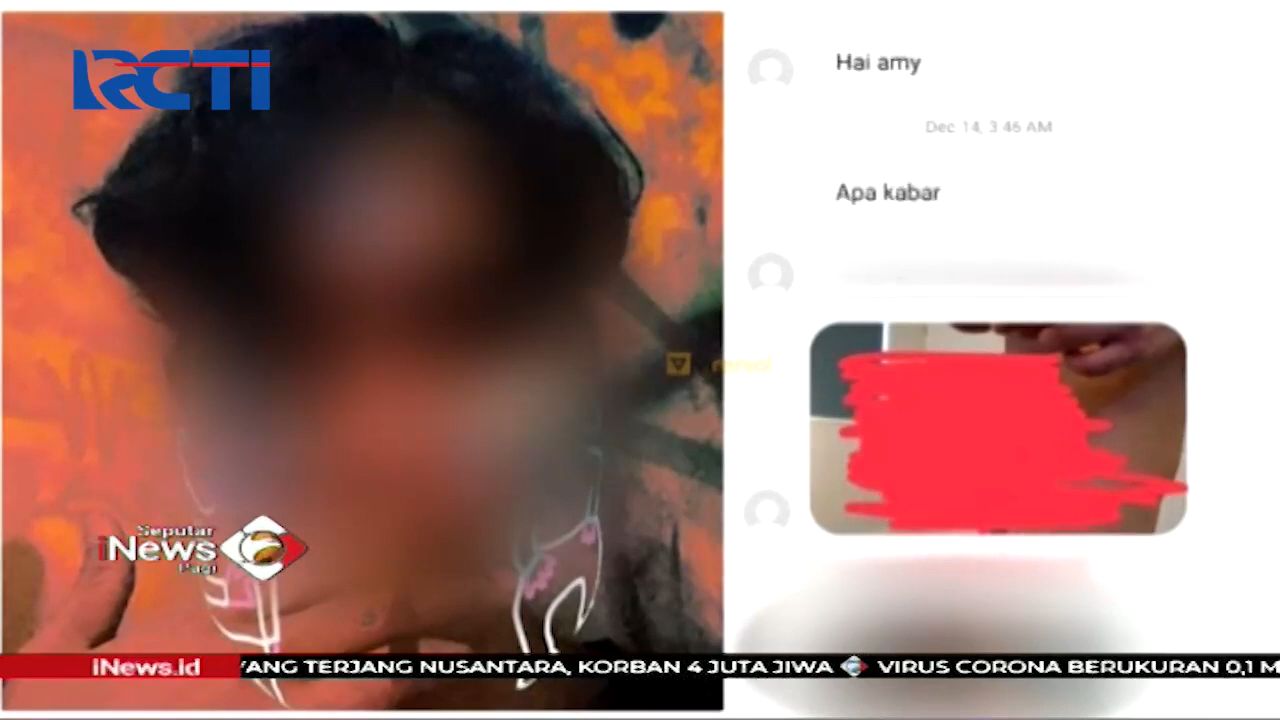 RCTI
Hai amy
Dec 14, 3:46 AM
Apa kabar
Seputar
iNews
Pagi
iNews.id
YANG TERJANG NUSANTARA, KORBAN 4 JUTA JIWA
VIRUS CORONA BERUKURAN 0,1 M